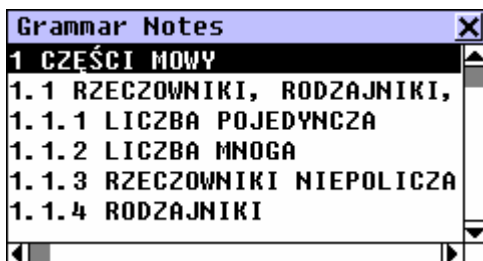 Grammar Notes
1 CZĘŚCI MOWY
1.1 RZECZOWNIKI, RODZAJNIKI,
1.1.1 LICZBA POJEDYNCZA
1.1.2 LICZBA MNOGA
1.1.3 RZECZOWNIKI NIEPOLICZA
1.1.4 RODZAJNIKI